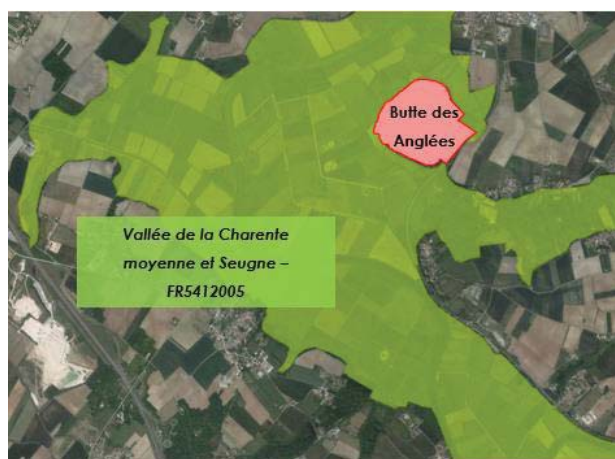 Butte des
Anglées
Vallée de la Charente
moyenne et Seugne –
FR5412005